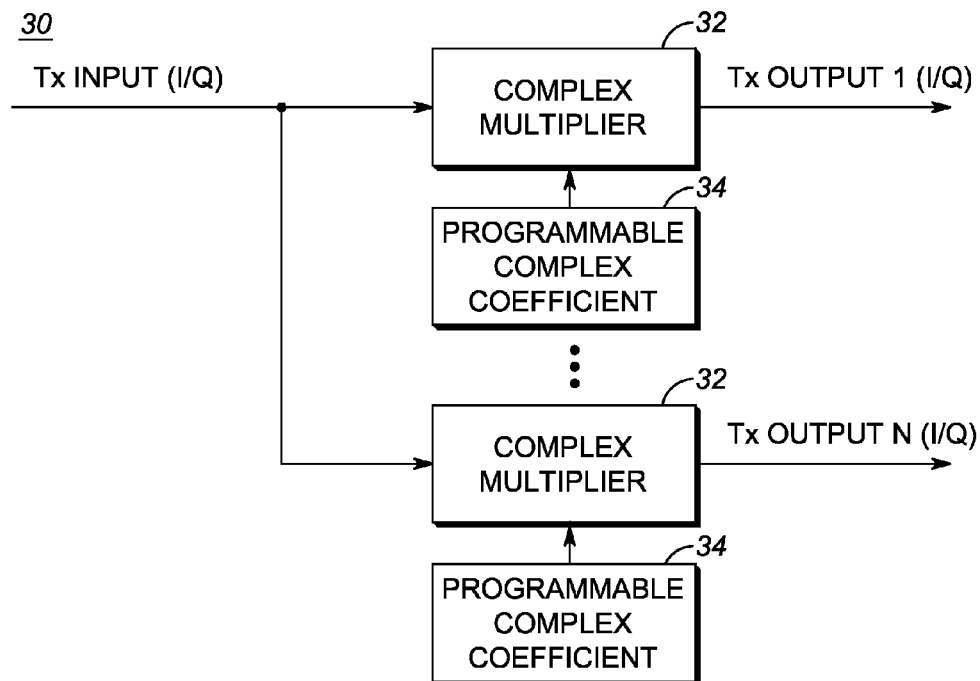 30
32
Tx INPUT (I/Q)
COMPLEX
MULTIPLIER
Tx OUTPUT 1 (I/Q)
34
PROGRAMMABLE
COMPLEX
COEFFICIENT
32
COMPLEX
MULTIPLIER
Tx OUTPUT N (I/Q)
34
PROGRAMMABLE
COMPLEX
COEFFICIENT